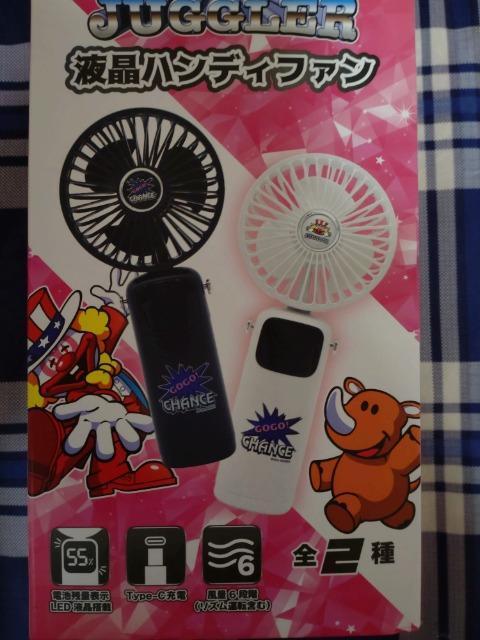 JUGGLER
液晶ハンディファン
GOGO!
CHANCE
GOGO!
CHANCE
GOGO!
CHANCE
55%
6
電池残量表示
LED液晶搭載
Type-C充電
風量6段階
(リズム運転含む)
全2種